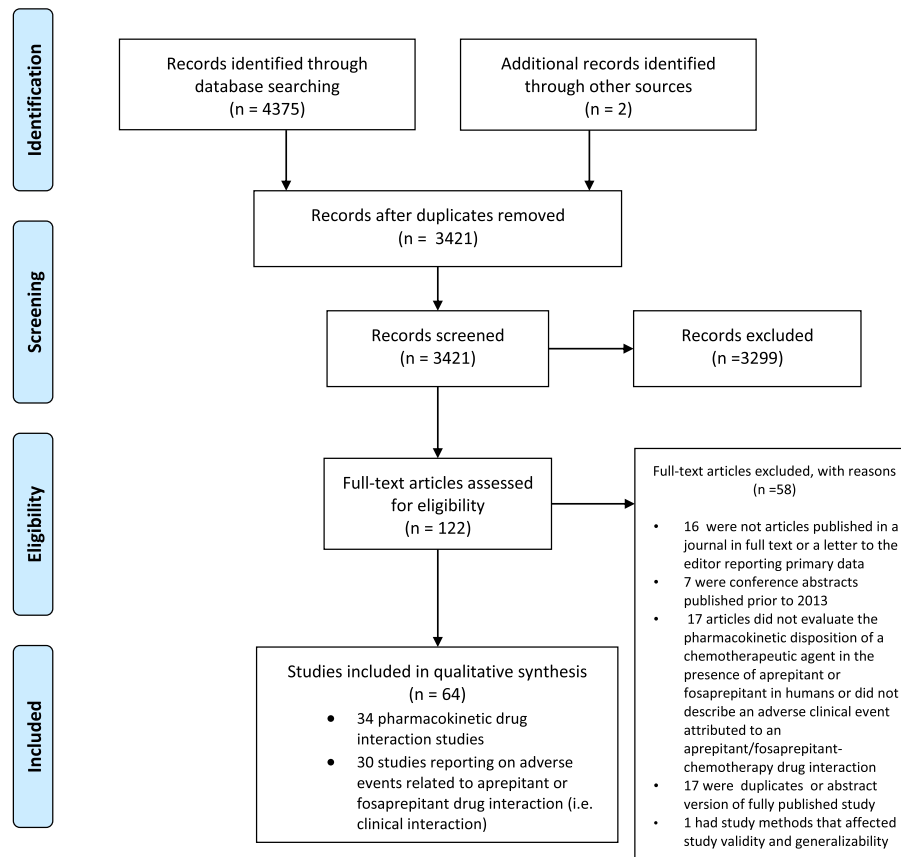 Identification
Records identified through
database searching
(n = 4375)
Additional records identified
through other sources
(n = 2)
Records after duplicates removed
(n = 3421)
Screening
Records screened
(n = 3421)
Records excluded
(n =3299)
Eligibility
Full-text articles assessed
for eligibility
(n = 122)
Full-text articles excluded, with reasons
(n =58)
• 16 were not articles published in a
journal in full text or a letter to the
editor reporting primary data
• 7 were conference abstracts
published prior to 2013
• 17 articles did not evaluate the
pharmacokinetic disposition of a
chemotherapeutic agent in the
presence of aprepitant or
fosaprepitant in humans or did not
describe an adverse clinical event
attributed to an
aprepitant/fosaprepitant-
chemotherapy drug interaction
• 17 were duplicates or abstract
version of fully published study
• 1 had study methods that affected
study validity and generalizability
Included
Studies included in qualitative synthesis
(n = 64)
● 34 pharmacokinetic drug
interaction studies
● 30 studies reporting on adverse
events related to aprepitant or
fosaprepitant drug interaction (i.e.
clinical interaction)